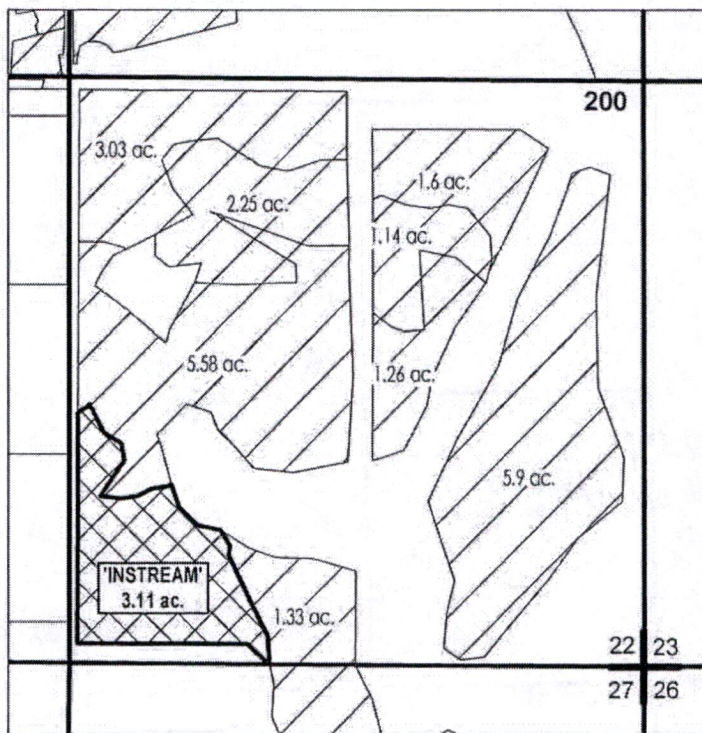 200
3.03 ac.
2.25 ac.
1.6 ac.
1.14 ac.
5.58 ac.
1.26 ac.
5.9 ac.
'INSTREAM'
3.11 ac.
1.33 ac.
22 23
27 26